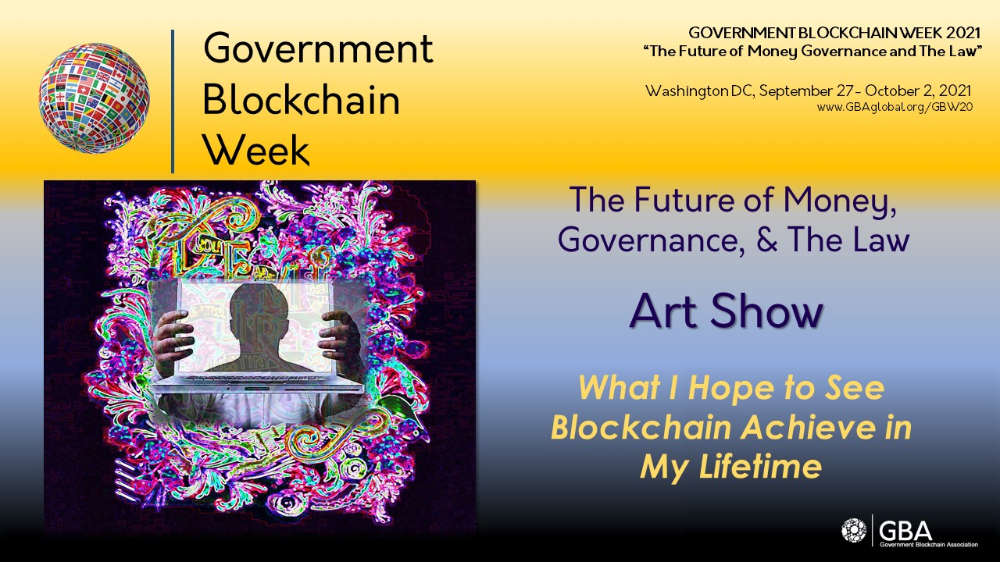 Government
Blockchain
Week
GOVERNMENT BLOCKCHAIN WEEK 2021
“The Future of Money Governance and The Law”
Washington DC, September 27- October 2, 2021
www.GBAglobal.org/GBW20
The Future of Money,
Governance, & The Law
Art Show
What I Hope to See
Blockchain Achieve in
My Lifetime
GBA
Government Blockchain Association